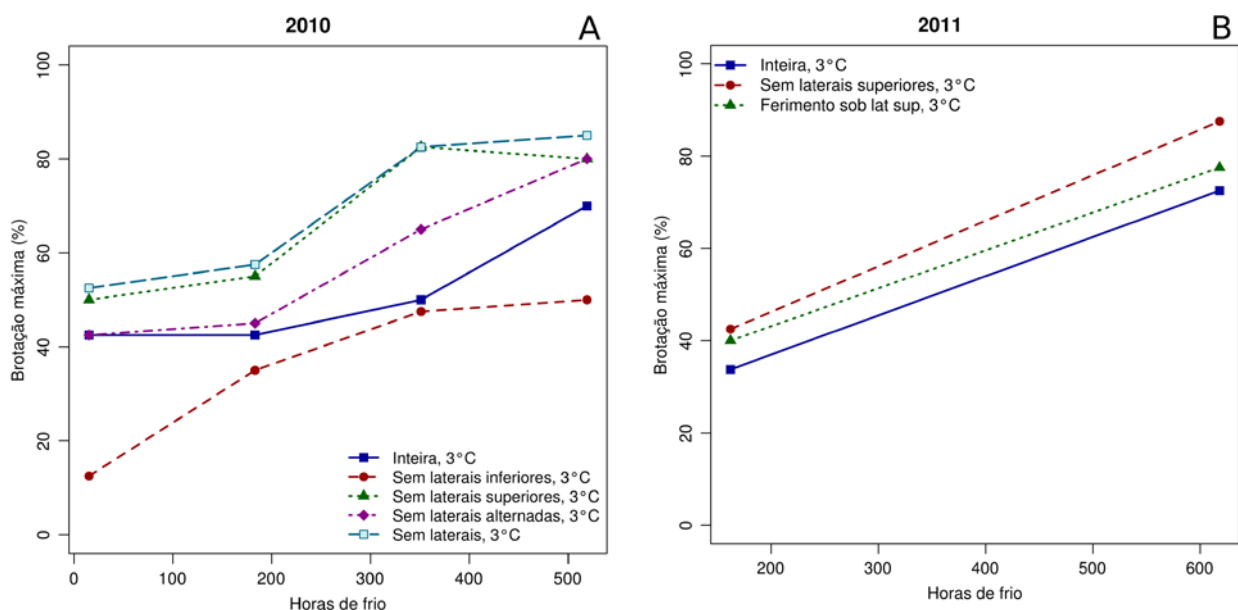 2010
A
100
80
60
40
20
0
Brotação máxima (%)
Inteira, 3°C
Sem laterais inferiores, 3°C
Sem laterais superiores, 3°C
Sem laterais alternadas, 3°C
Sem laterais, 3°C
0 100 200 300 400 500
Horas de frio
2011
B
100
80
60
40
20
0
Brotação máxima (%)
Inteira, 3°C
Sem laterais superiores, 3°C
Ferimento sob lat sup, 3°C
200 300 400 500 600
Horas de frio